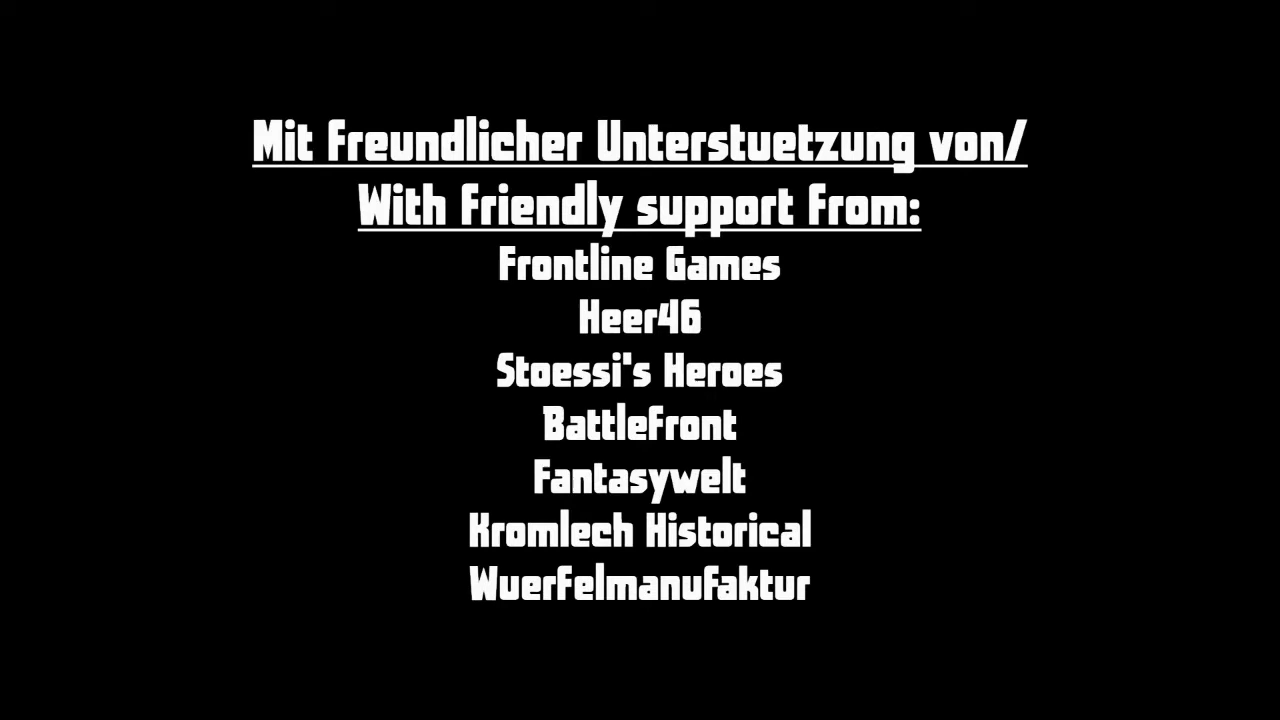 Mit freundlicher Unterstuetzung von/
With friendly support from:
Frontline Games
Heer46
Stoessi's Heroes
Battlefront
Fantasywelt
Kromlech Historical
Wuerfelmanufaktur